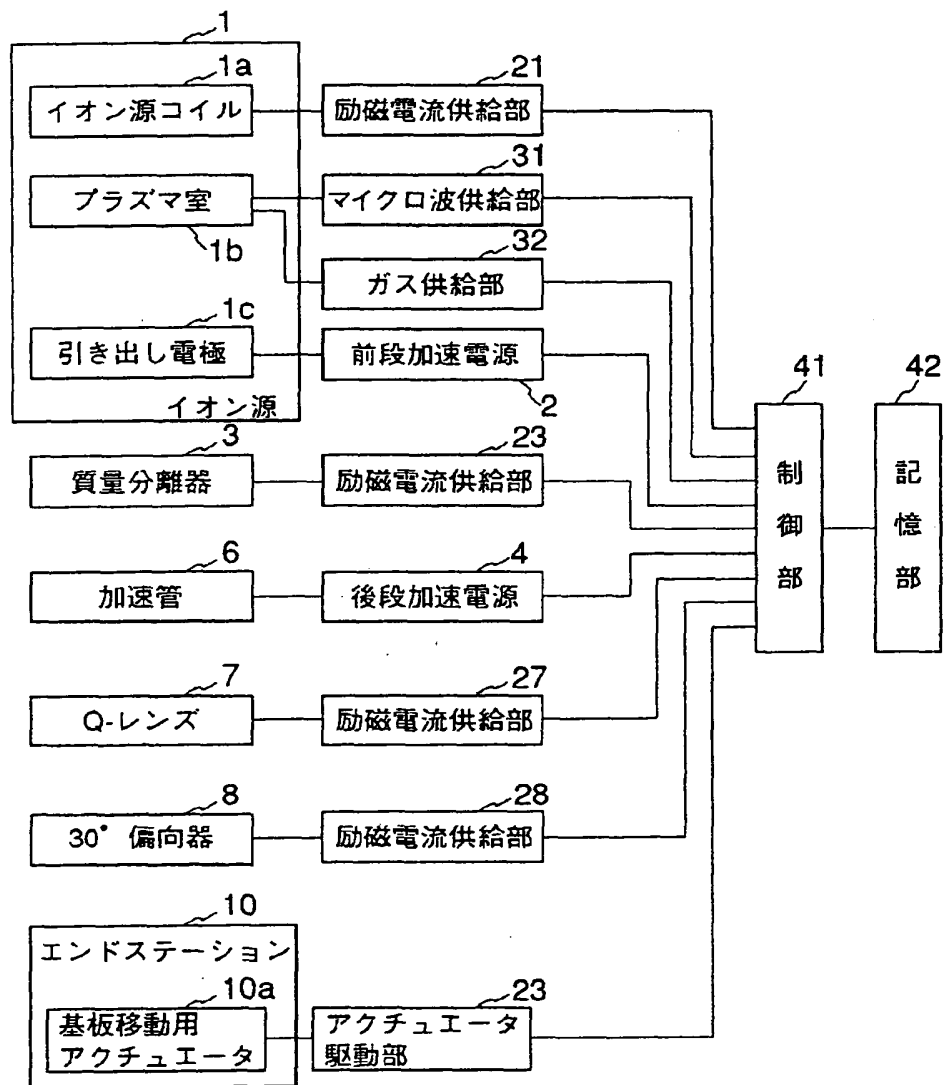 1
1a
21
イオン源コイル
励磁電流供給部
31
プラズマ室
マイクロ波供給部
1b
32
ガス供給部
1c
引き出し電極
前段加速電源
イオン源
2
41
42
制御部
記憶部
3
23
質量分離器
励磁電流供給部
6
4
加速管
後段加速電源
7
27
Q-レンズ
励磁電流供給部
8
28
30°偏向器
励磁電流供給部
10
エンドステーション
10a
23
基板移動用
アクチュエータ
アクチュエータ
駆動部